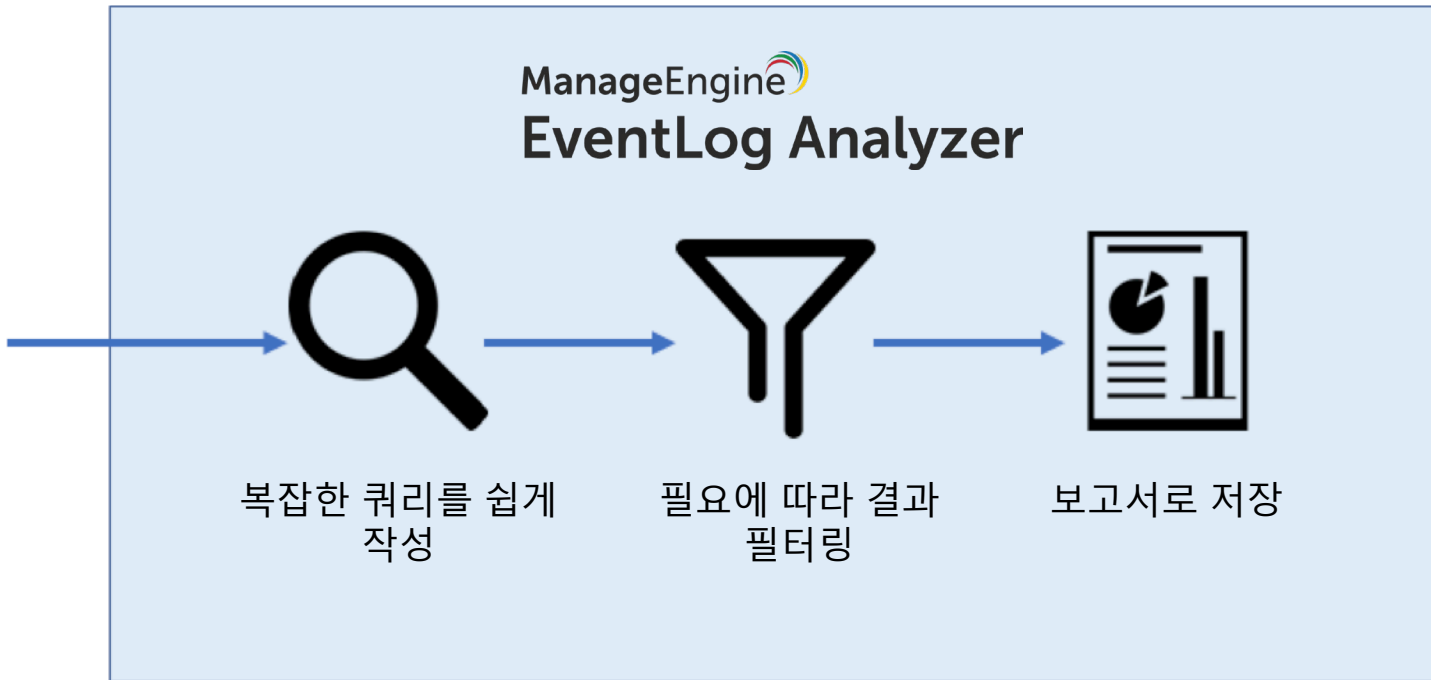 ManageEngine
EventLog Analyzer
복잡한 쿼리를 쉽게
작성
필요에 따라 결과
필터링
보고서로 저장